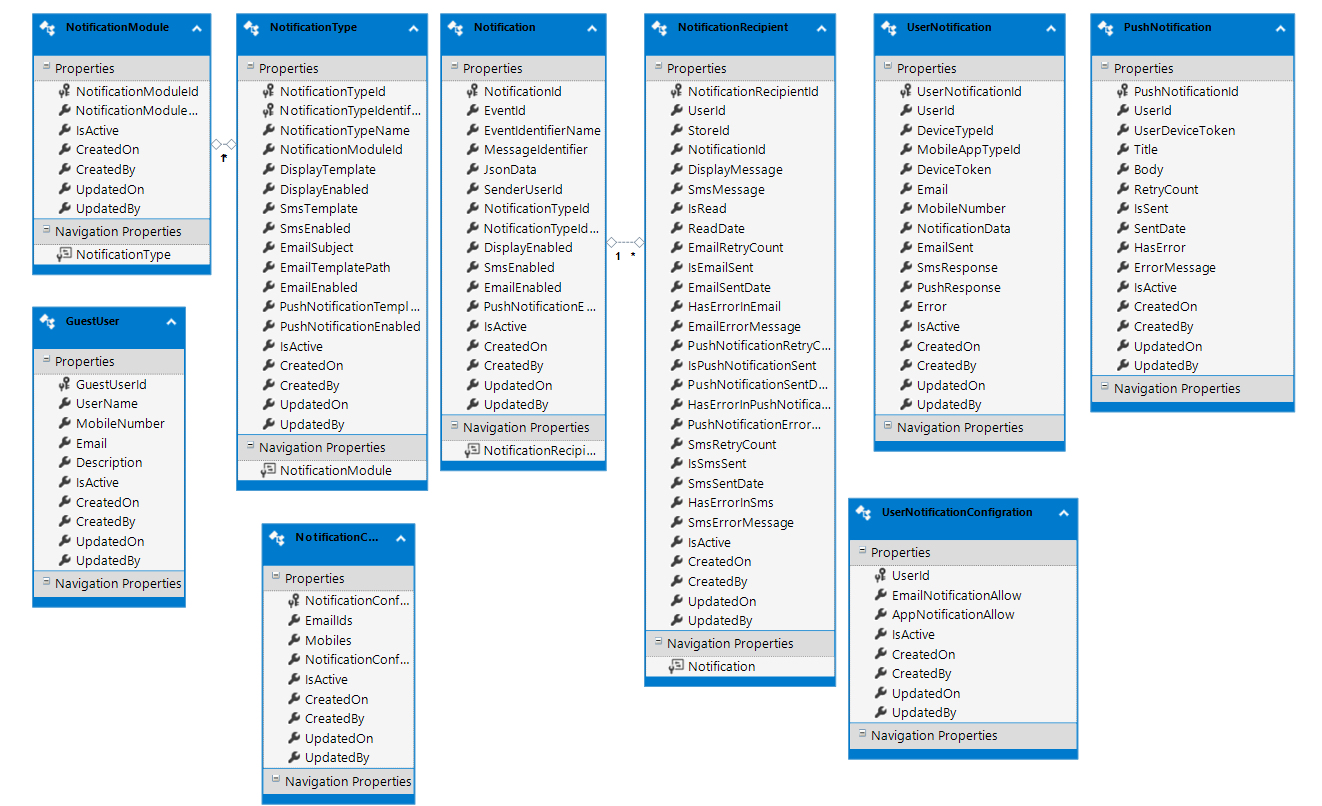 NotificationModule
Properties
NotificationModuleId
NotificationModule...
IsActive
CreatedOn
CreatedBy
UpdatedOn
UpdatedBy
Navigation Properties
NotificationType
NotificationType
Properties
NotificationTypeId
NotificationTypeIdentif...
NotificationTypeName
NotificationModuleId
DisplayTemplate
DisplayEnabled
SmsTemplate
SmsEnabled
EmailSubject
EmailTemplatePath
EmailEnabled
PushNotificationTempl...
PushNotificationEnabled
IsActive
CreatedOn
CreatedBy
UpdatedOn
UpdatedBy
Navigation Properties
NotificationModule
Notification
Properties
NotificationId
EventId
EventIdentifierName
MessageIdentifier
JsonData
SenderUserId
NotificationTypeId
NotificationTypeId...
DisplayEnabled
SmsEnabled
EmailEnabled
PushNotificationE...
IsActive
CreatedOn
CreatedBy
UpdatedOn
UpdatedBy
Navigation Properties
NotificationRecipi...
1 *
NotificationRecipient
Properties
NotificationRecipientId
UserId
StoreId
NotificationId
DisplayMessage
SmsMessage
IsRead
ReadDate
EmailRetryCount
IsEmailSent
EmailSentDate
HasErrorInEmail
EmailErrorMessage
PushNotificationRetryC...
IsPushNotificationSent
PushNotificationSentD...
HasErrorInPushNotifica...
PushNotificationError...
SmsRetryCount
IsSmsSent
SmsSentDate
HasErrorInSms
SmsErrorMessage
IsActive
CreatedOn
CreatedBy
UpdatedOn
UpdatedBy
Navigation Properties
Notification
UserNotification
Properties
UserNotificationId
UserId
DeviceTypeId
MobileAppTypeId
DeviceToken
Email
MobileNumber
NotificationData
EmailSent
SmsResponse
PushResponse
Error
IsActive
CreatedOn
CreatedBy
UpdatedOn
UpdatedBy
Navigation Properties
PushNotification
Properties
PushNotificationId
UserId
UserDeviceToken
Title
Body
RetryCount
IsSent
SentDate
HasError
ErrorMessage
IsActive
CreatedOn
CreatedBy
UpdatedOn
UpdatedBy
Navigation Properties
GuestUser
Properties
GuestUserId
UserName
MobileNumber
Email
Description
IsActive
CreatedOn
CreatedBy
UpdatedOn
UpdatedBy
Navigation Properties
NotificationC...
Properties
NotificationConf...
EmailIds
Mobiles
NotificationConf...
IsActive
CreatedOn
CreatedBy
UpdatedOn
UpdatedBy
Navigation Properties
UserNotificationConfigration
Properties
UserId
EmailNotificationAllow
AppNotificationAllow
IsActive
CreatedOn
CreatedBy
UpdatedOn
UpdatedBy
Navigation Properties